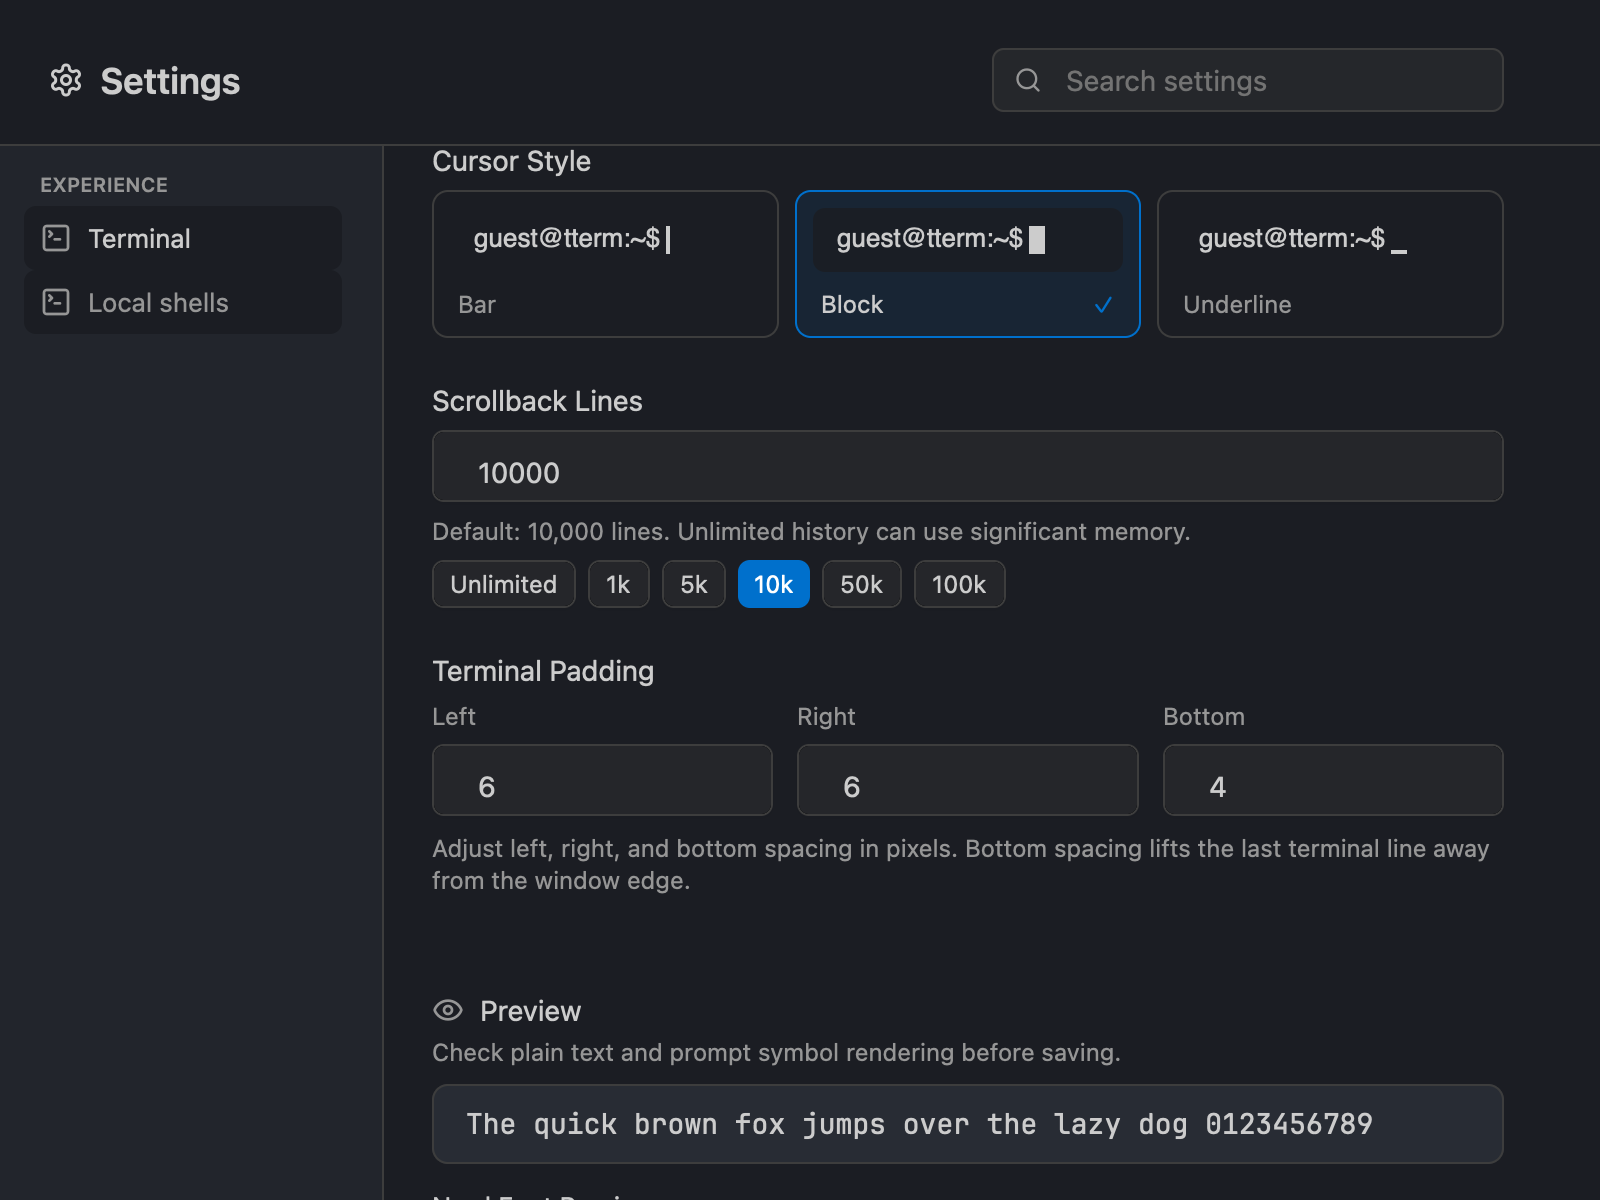 Settings
Search settings
EXPERIENCE
Terminal
Local shells
Cursor Style
guest@tterm:~$
Bar
guest@tterm:~$
Block
guest@tterm:~$
Underline
Scrollback Lines
10000
Default: 10,000 lines. Unlimited history can use significant memory.
Unlimited 1k 5k 10k 50k 100k
Terminal Padding
Left Right Bottom
6 6 4
Adjust left, right, and bottom spacing in pixels. Bottom spacing lifts the last terminal line away
from the window edge.
Preview
Check plain text and prompt symbol rendering before saving.
The quick brown fox jumps over the lazy dog 0123456789